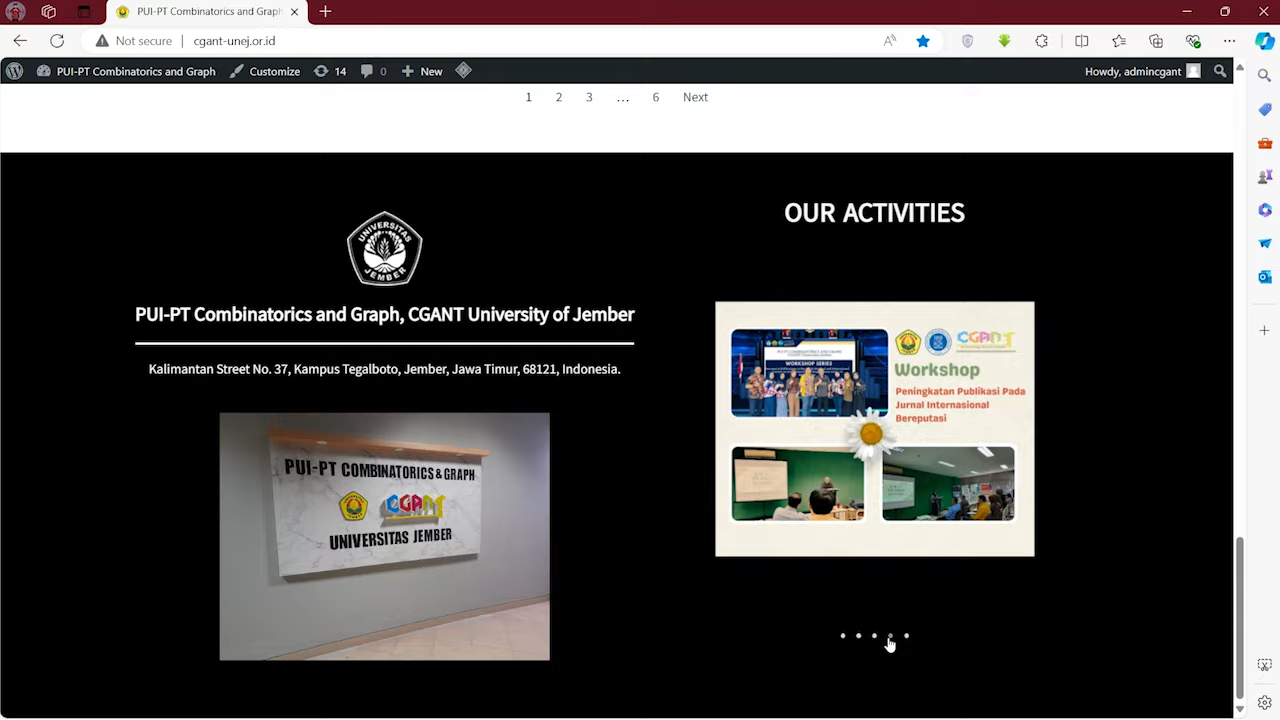 PUI-PT Combinatorics and Graph
Not secure
cgant-unej.or.id
PUI-PT Combinatorics and Graph
Customize
14
0
New
Howdy, admincgant
1 2 3 ... 6 Next
UNIVERSITAS
JEMBER
PUI-PT Combinatorics and Graph, CGANT University of Jember
Kalimantan Street No. 37, Kampus Tegalboto, Jember, Jawa Timur, 68121, Indonesia.
PUI-PT COMBINATORICS & GRAPH
CGANT
UNIVERSITAS JEMBER
OUR ACTIVITIES
WORKSHOP SERIES
CGANT
Workshop
Peningkatan Publikasi Pada
Jurnal Internasional
Bereputasi